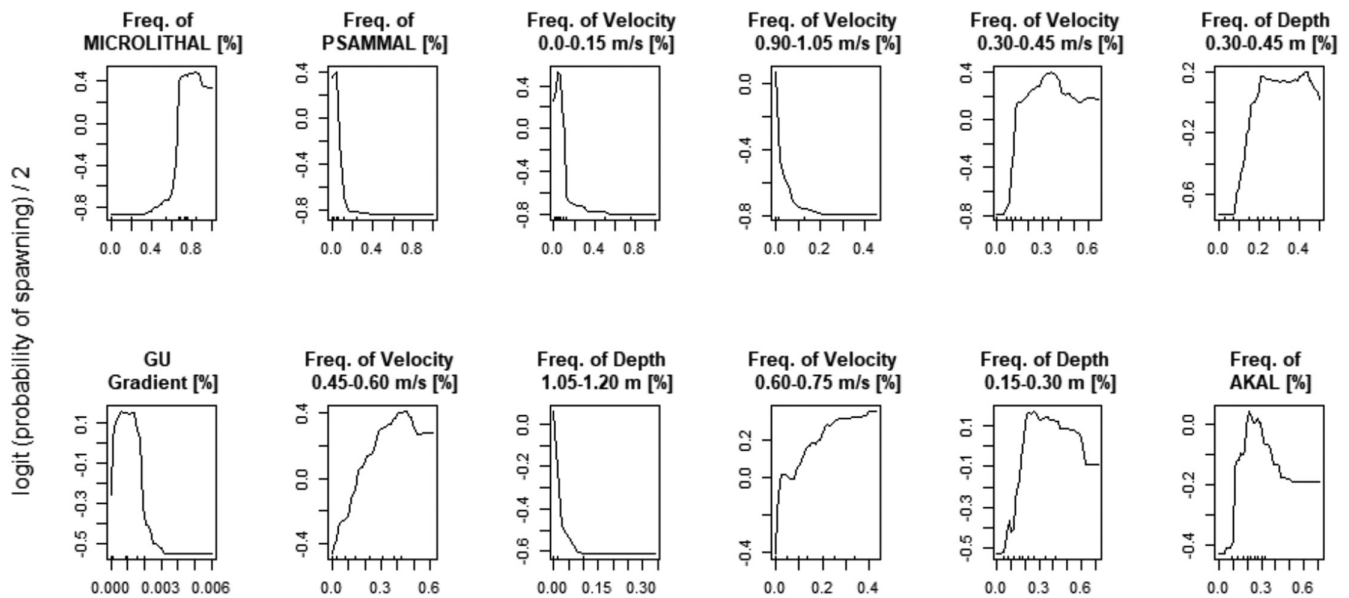 logit (probability of spawning) / 2
Freq. of
MICROLITHAL [%]
-0.8 -0.4 0.0 0.4
0.0 0.4 0.8
Freq. of
PSAMMAL [%]
-0.8 -0.4 0.0 0.4
0.0 0.4 0.8
Freq. of Velocity
0.0-0.15 m/s [%]
-0.8 -0.4 0.0 0.4
0.0 0.4 0.8
Freq. of Velocity
0.90-1.05 m/s [%]
-0.8 -0.4 0.0
0.0 0.2 0.4
Freq. of Velocity
0.30-0.45 m/s [%]
-0.8 -0.4 0.0 0.4
0.0 0.3 0.6
Freq. of Depth
0.30-0.45 m [%]
-0.6 -0.2 0.2
0.0 0.2 0.4
GU
Gradient [%]
-0.5 -0.3 -0.1 0.1
0.000 0.003 0.006
Freq. of Velocity
0.45-0.60 m/s [%]
-0.4 0.0 0.4
0.0 0.2 0.4 0.6
Freq. of Depth
1.05-1.20 m [%]
-0.6 -0.4 -0.2 0.0
0.00 0.15 0.30
Freq. of Velocity
0.60-0.75 m/s [%]
-0.4 0.0 0.2
0.0 0.2 0.4
Freq. of Depth
0.15-0.30 m [%]
-0.5 -0.3 -0.1 0.1
0.0 0.3 0.6
Freq. of
AKAL [%]
-0.4 -0.2 0.0
0.0 0.3 0.6